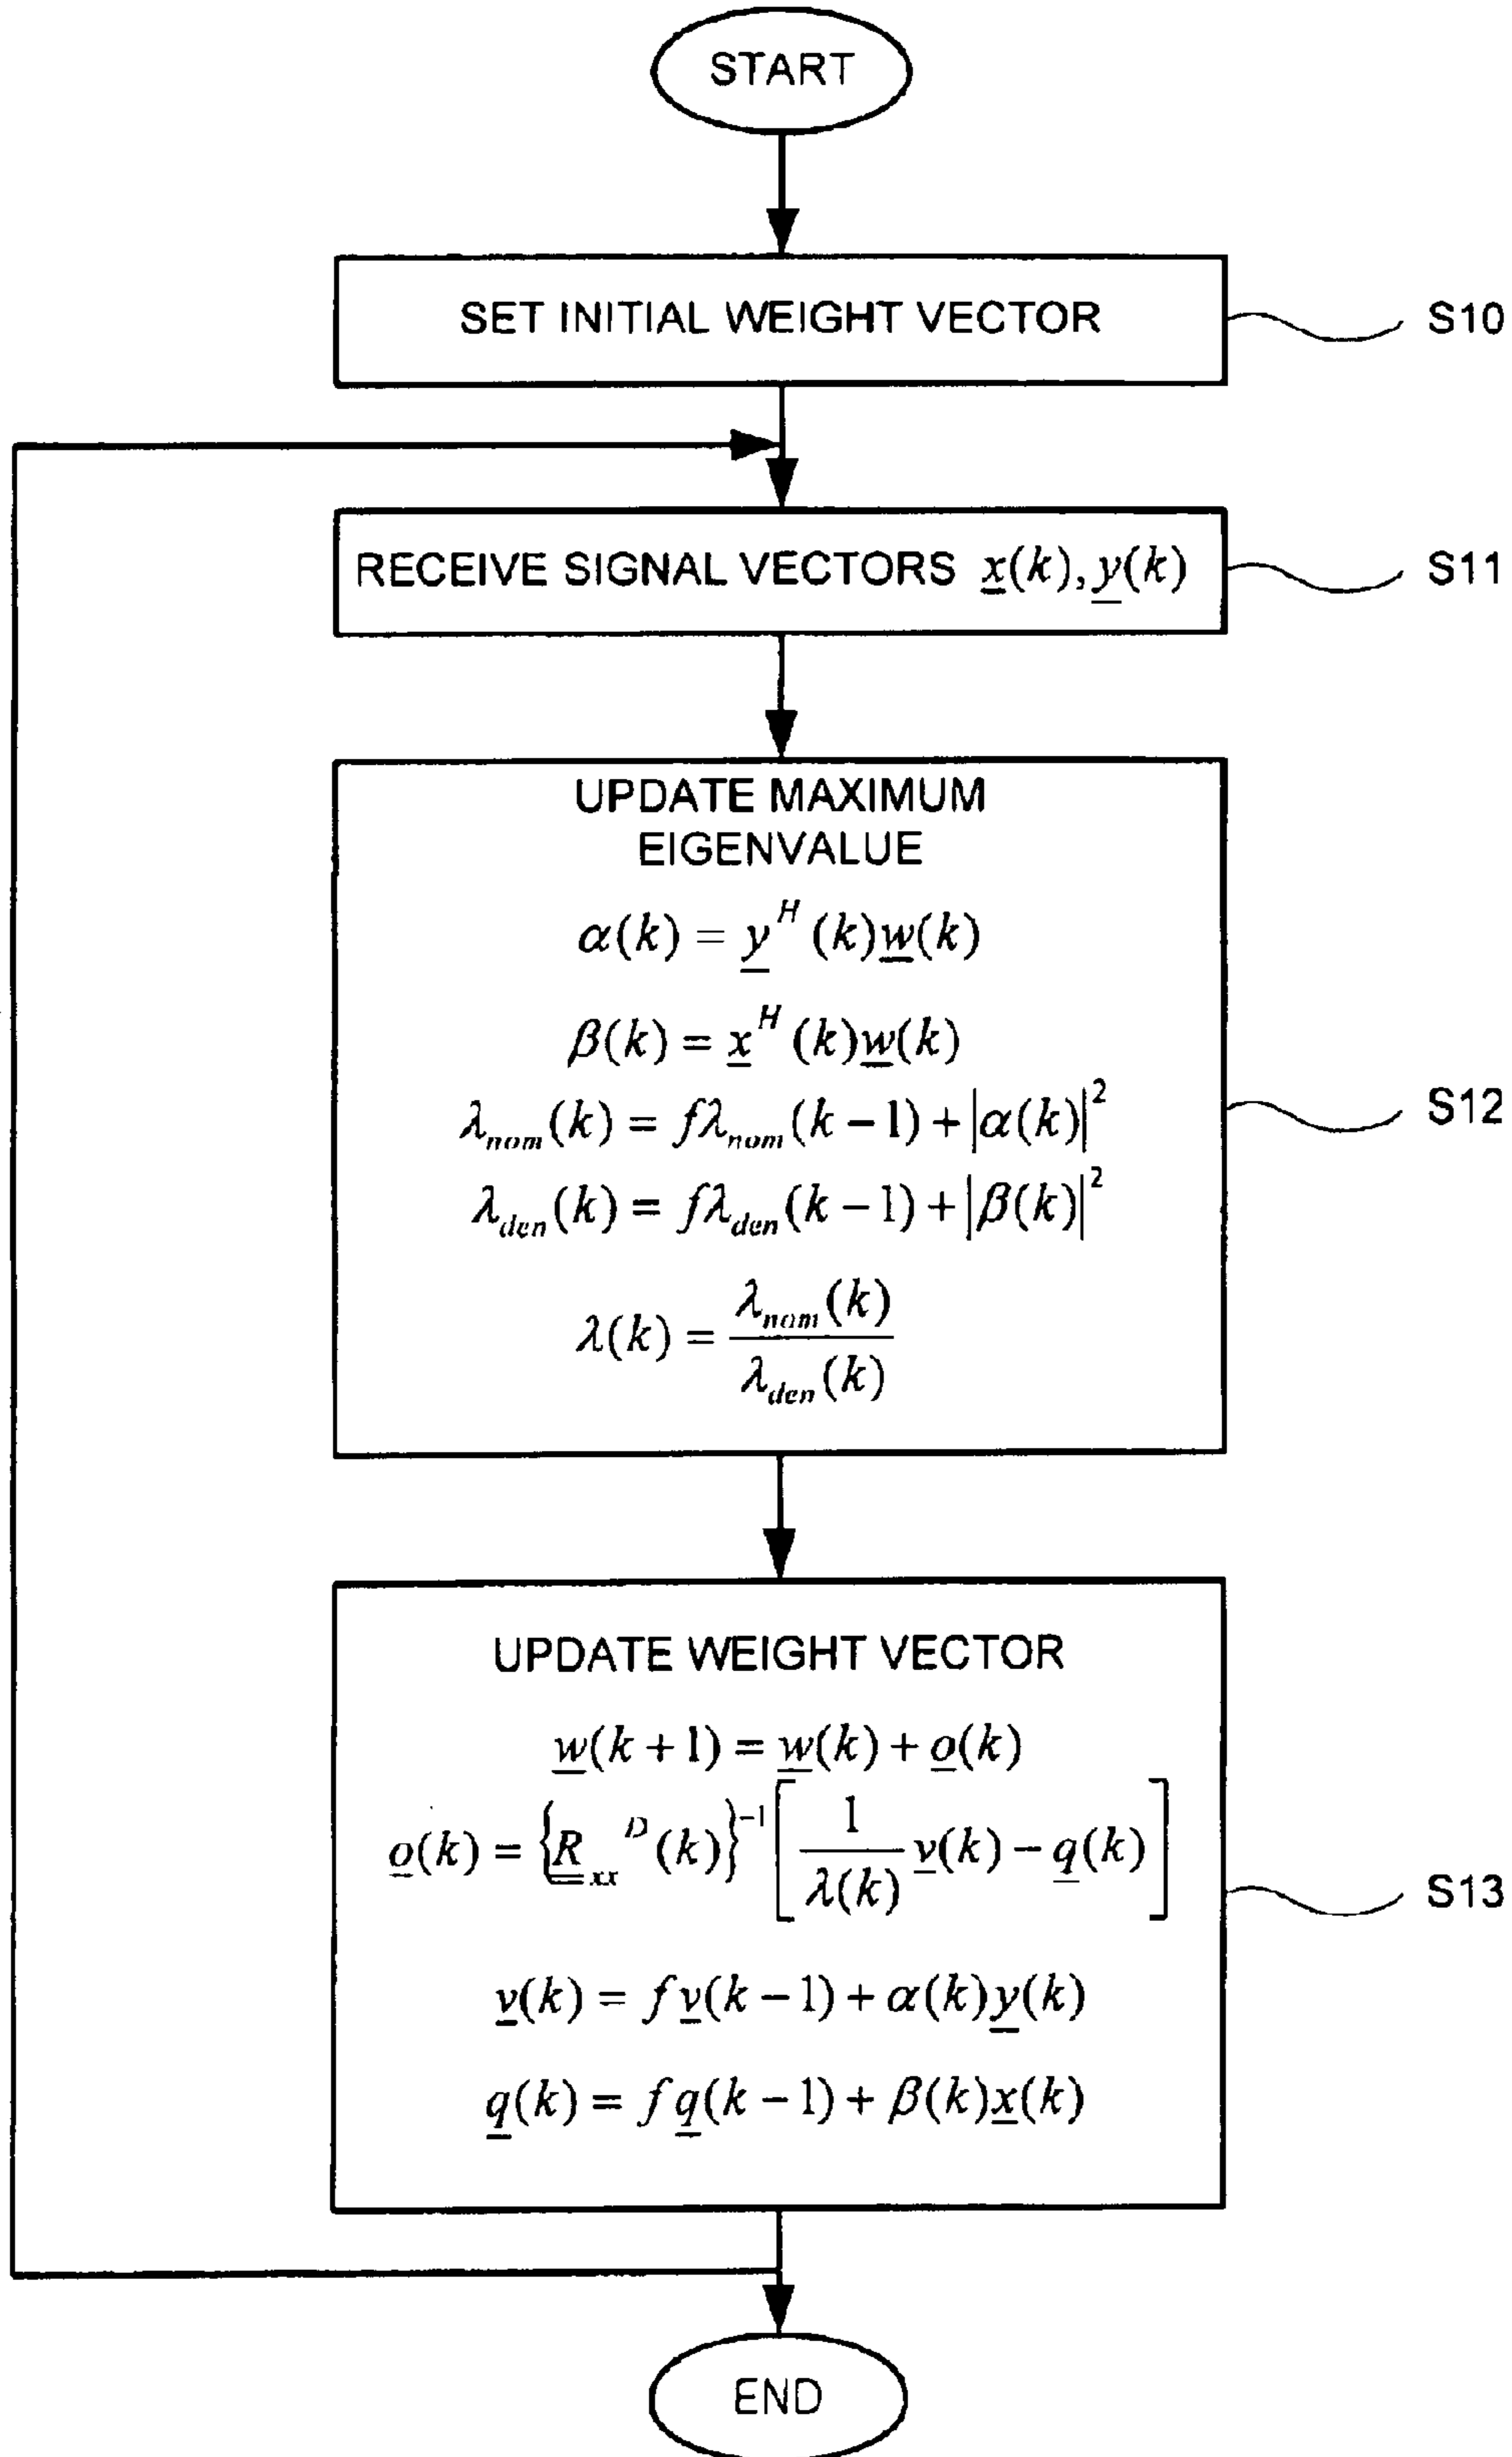 START
SET INITIAL WEIGHT VECTOR
S10
RECEIVE SIGNAL VECTORS x(k), y(k)
S11
UPDATE MAXIMUM
EIGENVALUE
α(k) = y^H (k)w(k)
β(k) = x^H (k)w(k)
λ_nom(k) = fλ_nom(k − 1) + |α(k)|^2
λ_den(k) = fλ_den(k − 1) + |β(k)|^2
λ(k) = λ_nom(k) / λ_den(k)
S12
UPDATE WEIGHT VECTOR
w(k + 1) = w(k) + o(k)
o(k) = {R_xx^D(k)}^−1 [ 1 / λ(k) v(k) − q(k) ]
v(k) = f v(k − 1) + α(k)y(k)
q(k) = f q(k − 1) + β(k)x(k)
S13
END